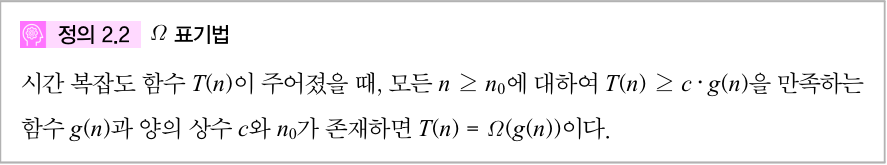 정의 2.2 Ω 표기법
시간 복잡도 함수 T(n)이 주어졌을 때, 모든 n ≥ n₀에 대하여 T(n) ≥ c · g(n)을 만족하는
함수 g(n)과 양의 상수 c와 n₀가 존재하면 T(n) = Ω(g(n))이다.